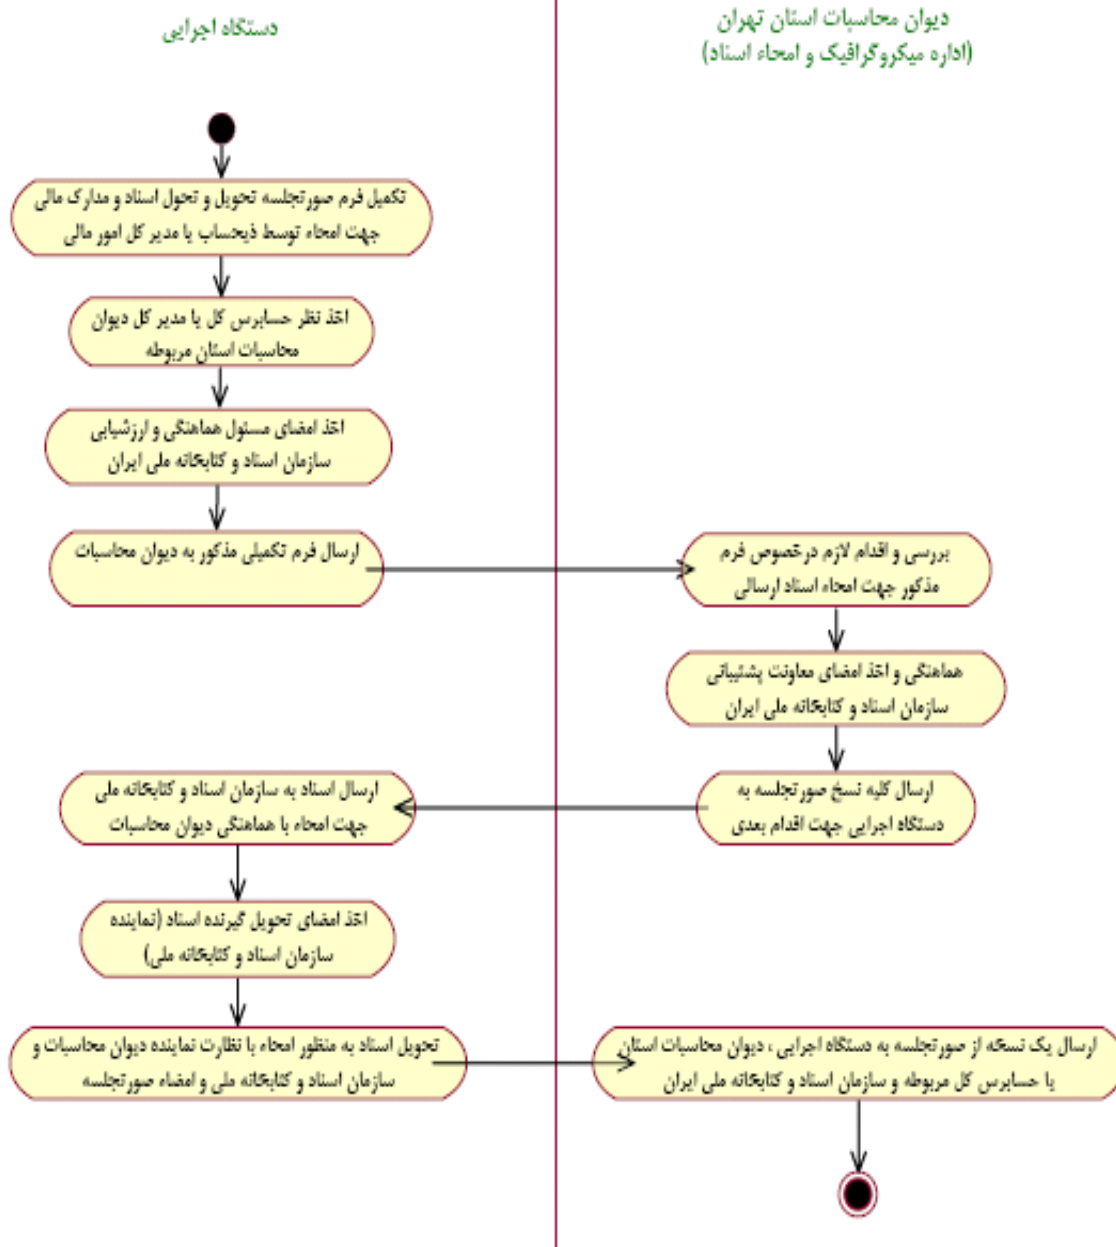 دستگاه اجرایی
دیوان محاسبات استان تهران
(اداره میکروگرافیک و امحاء اسناد)
تکمیل فرم صورتجلسه تحویل و تحول اسناد و مدارک مالی
جهت امحاء توسط ذیحساب یا مدیر کل امور مالی
اخذ نظر حسابرس کل یا مدیر کل دیوان
محاسبات استان مربوطه
اخذ امضای مسئول هماهنگی و ارزشیابی
سازمان اسناد و کتابخانه ملی ایران
ارسال فرم تکمیلی مذکور به دیوان محاسبات
بررسی و اقدام لازم درخصوص فرم
مذکور جهت امحاء اسناد ارسالی
هماهنگی و اخذ امضای معاونت پشتیبانی
سازمان اسناد و کتابخانه ملی ایران
ارسال کلیه نسخ صورتجلسه به
دستگاه اجرایی جهت اقدام بعدی
ارسال اسناد به سازمان اسناد و کتابخانه ملی
جهت امحاء با هماهنگی دیوان محاسبات
اخذ امضای تحویل گیرنده اسناد (نماینده
سازمان اسناد و کتابخانه ملی)
تحویل اسناد به منظور امحاء با نظارت نماینده دیوان محاسبات و
سازمان اسناد و کتابخانه ملی و امضاء صورتجلسه
ارسال یک نسخه از صورتجلسه به دستگاه اجرایی ، دیوان محاسبات استان
یا حسابرس کل مربوطه و سازمان اسناد و کتابخانه ملی ایران